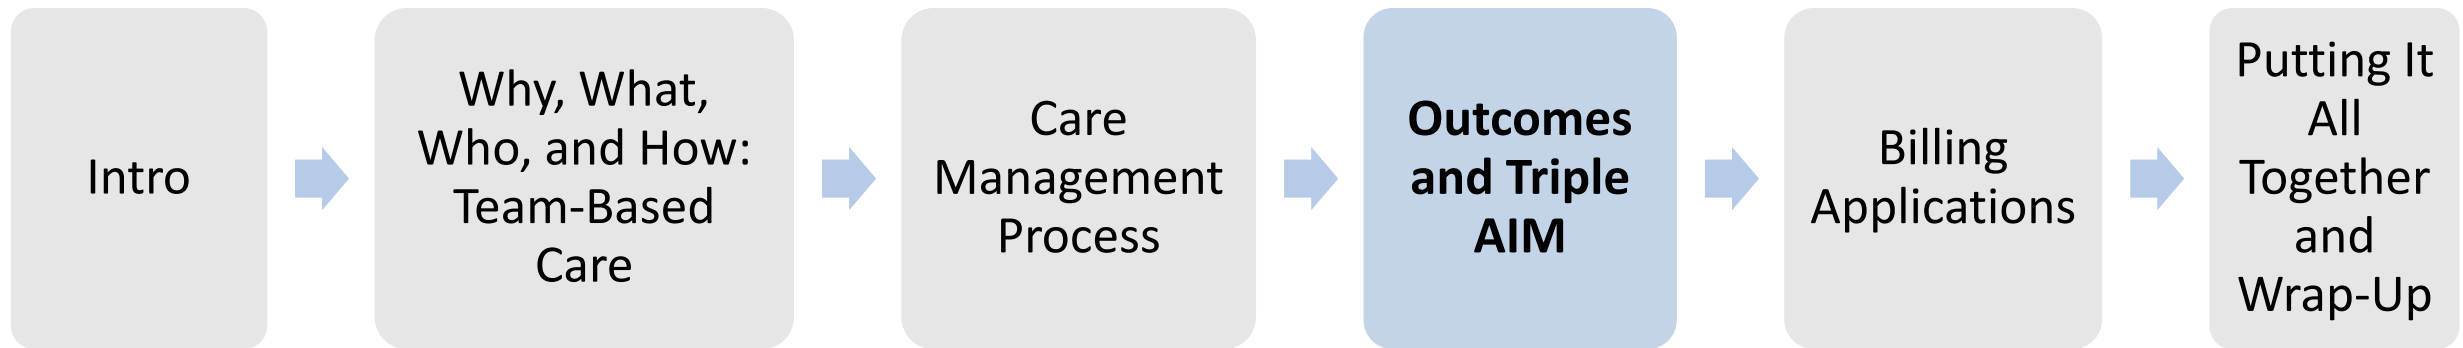 Intro
Why, What,
Who, and How:
Team-Based
Care
Care
Management
Process
Outcomes
and Triple
AIM
Billing
Applications
Putting It
All
Together
and
Wrap-Up